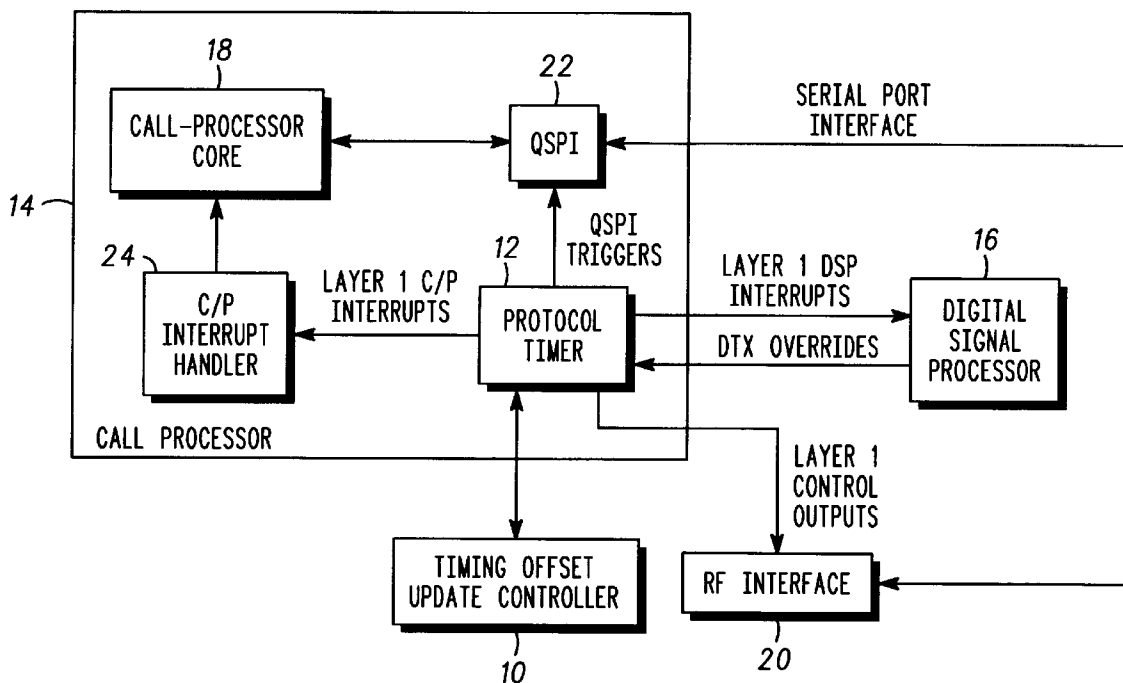 18
CALL-PROCESSOR
CORE
22
QSPI
SERIAL PORT
INTERFACE
14
QSPI
TRIGGERS
24
C/P
INTERRUPT
HANDLER
LAYER 1 C/P
INTERRUPTS
12
PROTOCOL
TIMER
LAYER 1 DSP
INTERRUPTS
DTX OVERRIDES
16
DIGITAL
SIGNAL
PROCESSOR
CALL PROCESSOR
LAYER 1
CONTROL
OUTPUTS
TIMING OFFSET
UPDATE CONTROLLER
10
RF INTERFACE
20